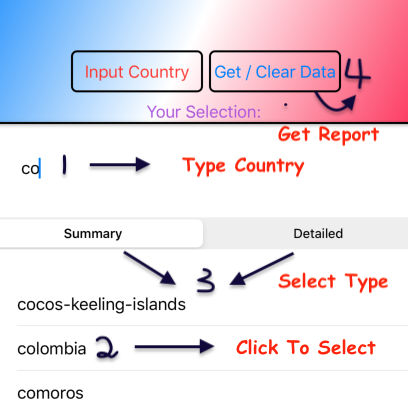 Input Country Get / Clear Data 4
Your Selection:
Get Report
co 1 Type Country
Summary Detailed
3 Select Type
cocos-keeling-islands
colombia 2 Click To Select
comoros